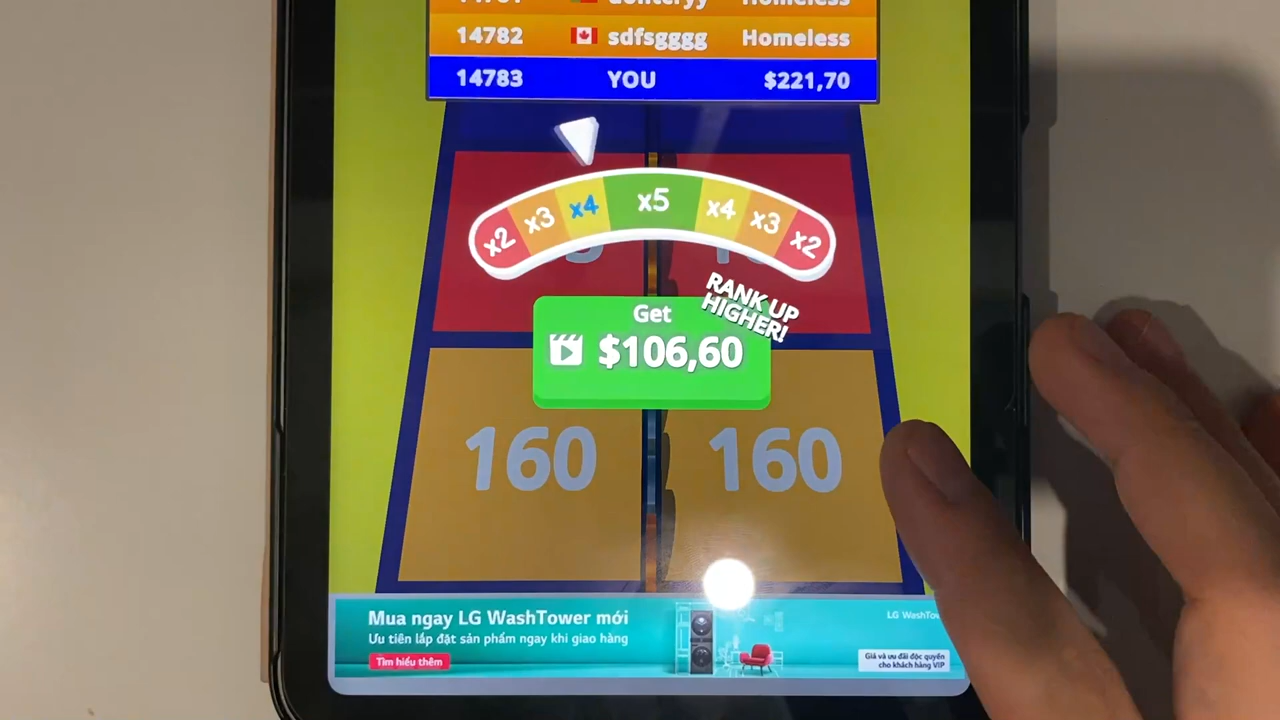 14782 sdfsgggg Homeless
14783 YOU $221,70
x2 x3 x4 x5 x4 x3 x2
RANK UP
HIGHER!
Get
$106,60
160 160
Mua ngay LG WashTower mới
Ưu tiên lắp đặt sản phẩm ngay khi giao hàng
Tìm hiểu thêm
LG
Giá và ưu đãi độc quyền
cho khách hàng VIP